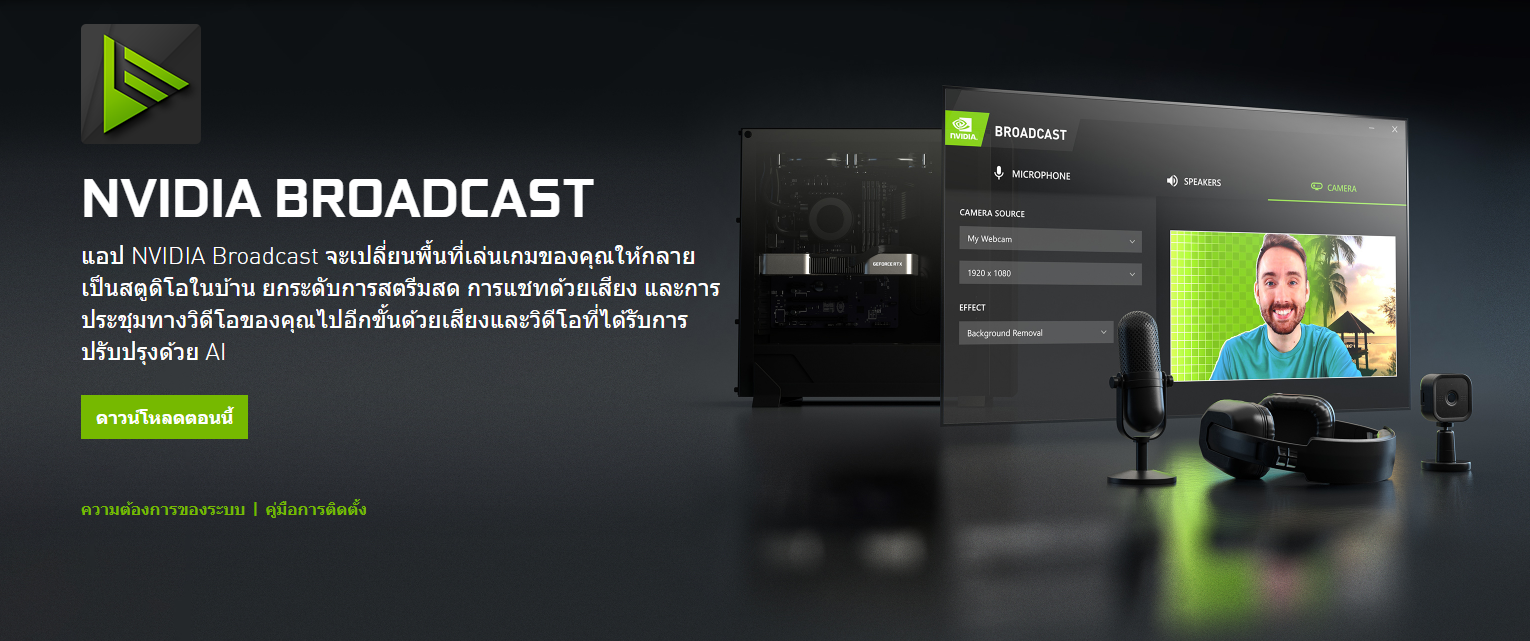 NVIDIA BROADCAST
แอป NVIDIA Broadcast จะเปลี่ยนพื้นที่เล่นเกมของคุณให้กลาย
เป็นสตูดิโอในบ้าน ยกระดับการสตรีมสด การแชทด้วยเสียง และการ
ประชุมทางวิดีโอของคุณไปอีกขั้นด้วยเสียงและวิดีโอที่ได้รับการ
ปรับปรุงด้วย AI
ดาวน์โหลดตอนนี้
ความต้องการของระบบ | คู่มือการติดตั้ง
GEFORCE RTX
NVIDIA.
BROADCAST
MICROPHONE
SPEAKERS
CAMERA
CAMERA SOURCE
My Webcam
1920 x 1080
EFFECT
Background Removal